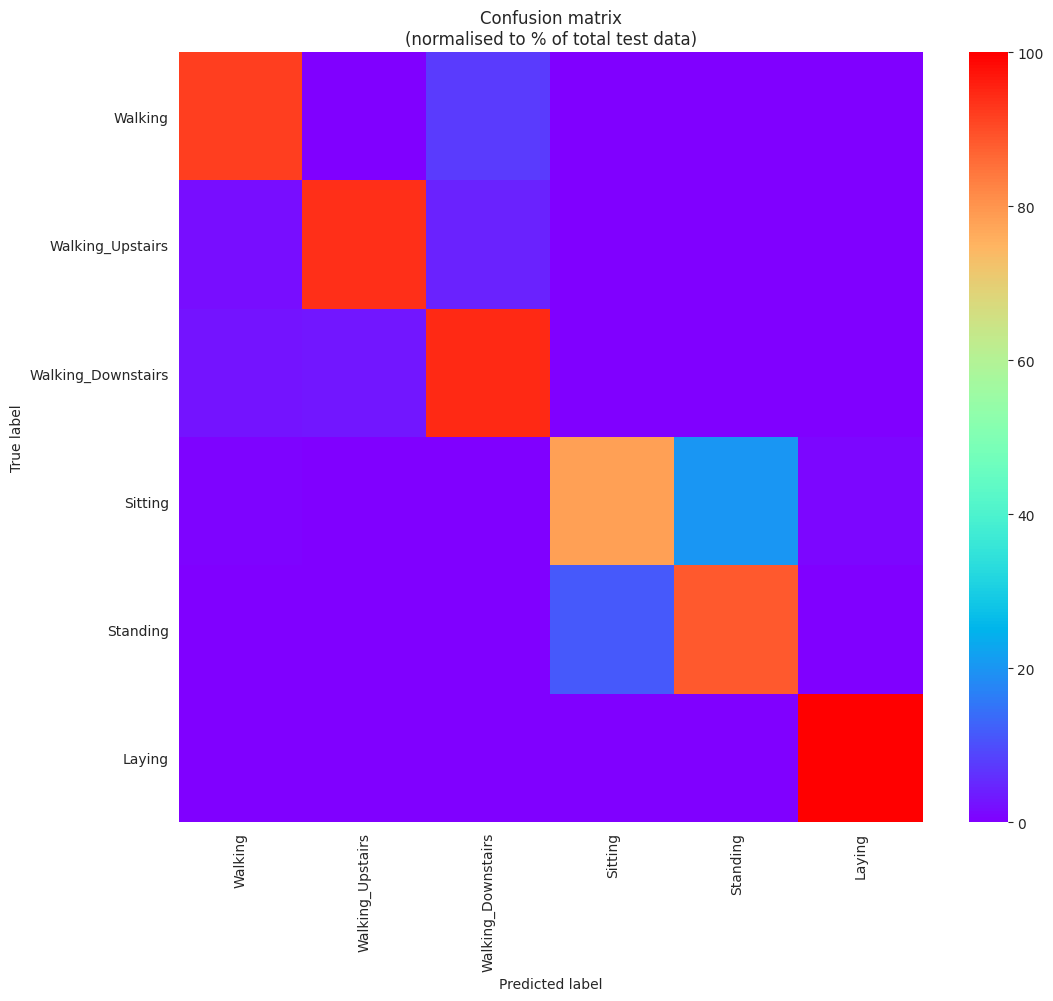 Confusion matrix
(normalised to % of total test data)
True label
Walking
Walking_Upstairs
Walking_Downstairs
Sitting
Standing
Laying
Walking
Walking_Upstairs
Walking_Downstairs
Sitting
Standing
Laying
Predicted label
100
80
60
40
20
0